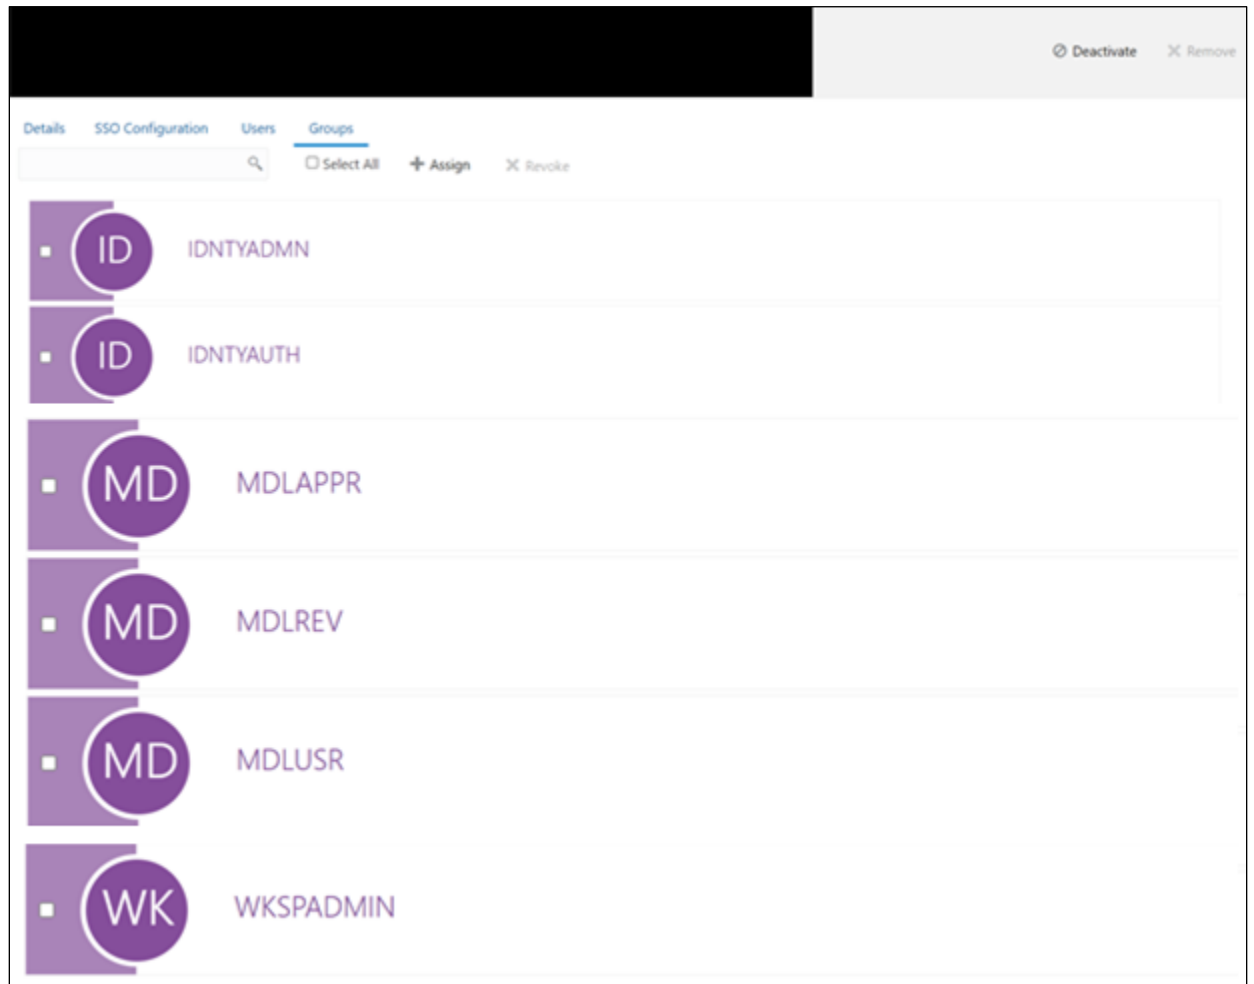 Deactivate Remove
Details SSO Configuration Users Groups
Select All Assign Revoke
ID IDNTYADMN
ID IDNTYAUTH
MD MDLAPPR
MD MDLREV
MD MDLUSR
WK WKSPADMIN